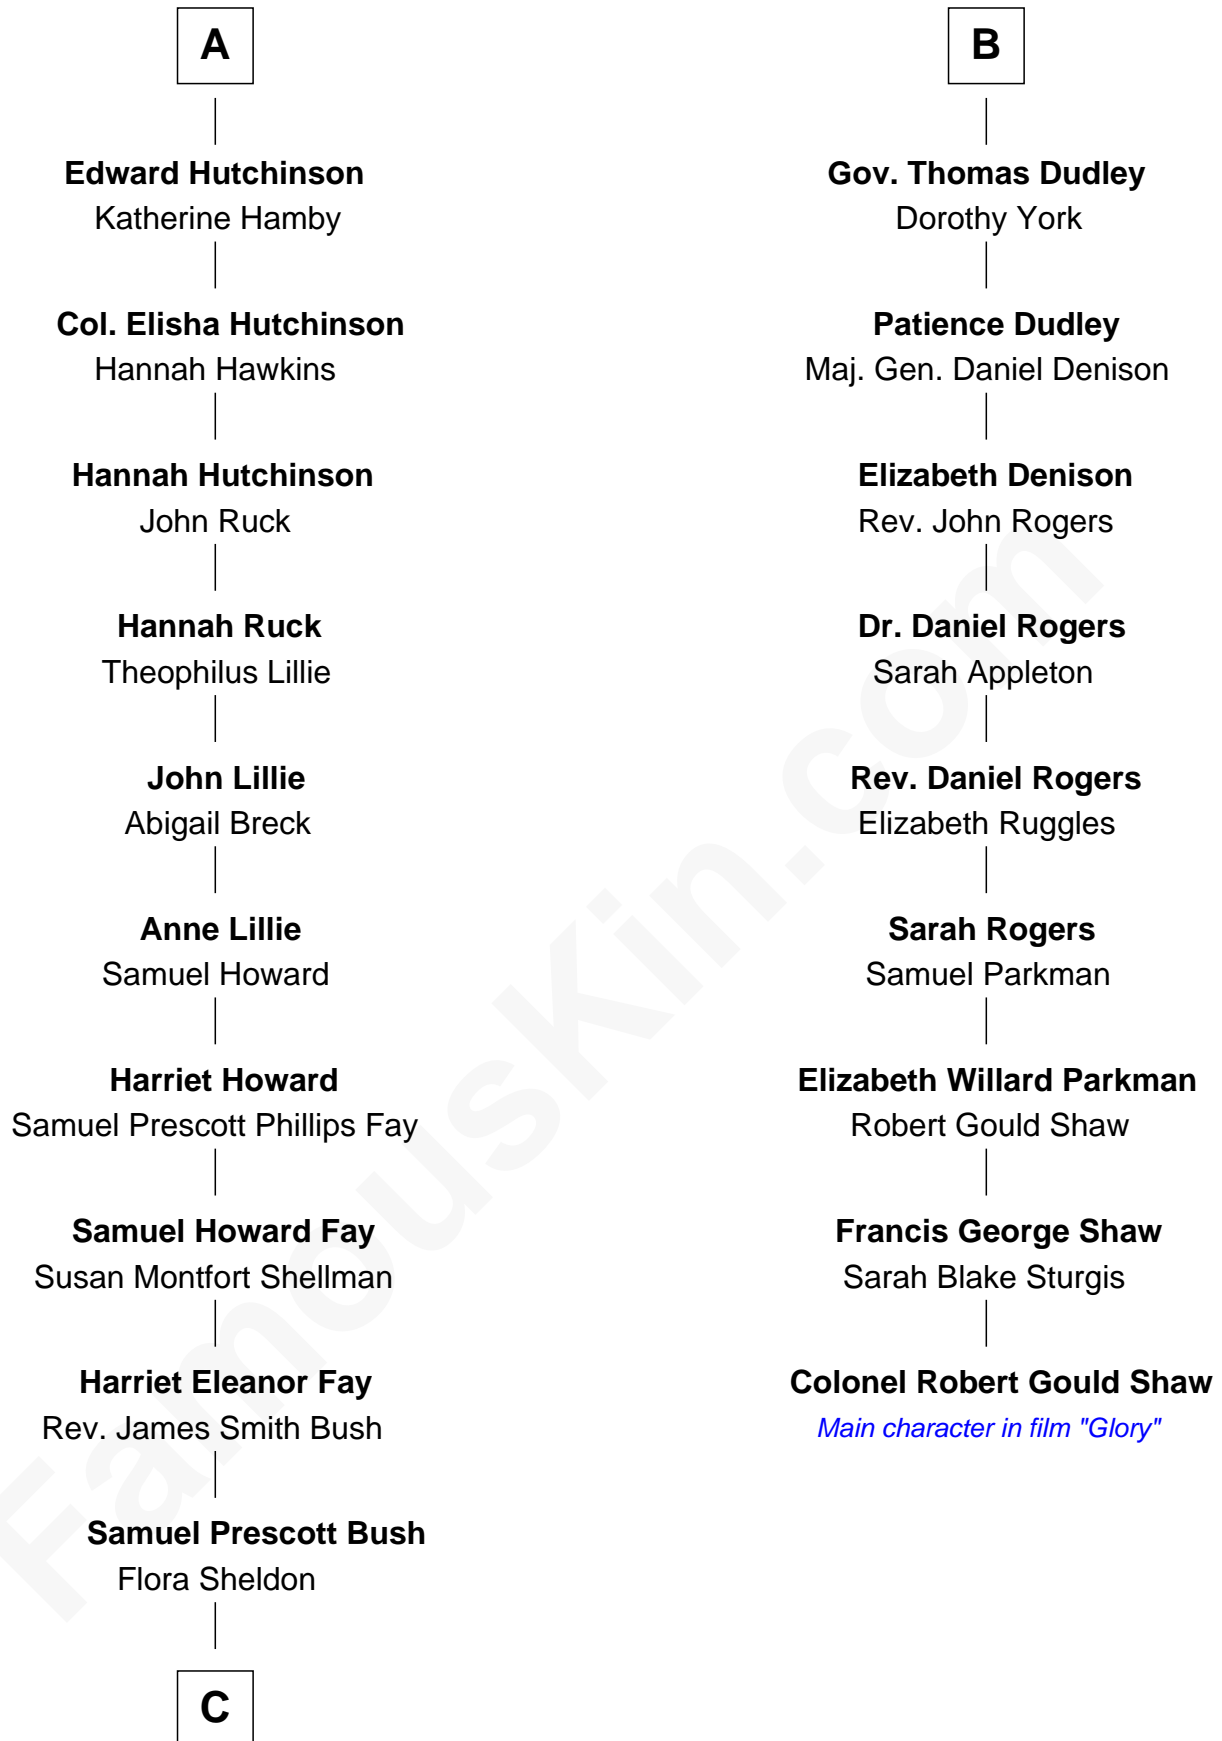 A
Edward Hutchinson
Katherine Hamby
Col. Elisha Hutchinson
Hannah Hawkins
Hannah Hutchinson
John Ruck
Hannah Ruck
Theophilus Lillie
John Lillie
Abigail Breck
Anne Lillie
Samuel Howard
Harriet Howard
Samuel Prescott Phillips Fay
Samuel Howard Fay
Susan Montfort Shellman
Harriet Eleanor Fay
Rev. James Smith Bush
Samuel Prescott Bush
Flora Sheldon
C
B
Gov. Thomas Dudley
Dorothy York
Patience Dudley
Maj. Gen. Daniel Denison
Elizabeth Denison
Rev. John Rogers
Dr. Daniel Rogers
Sarah Appleton
Rev. Daniel Rogers
Elizabeth Ruggles
Sarah Rogers
Samuel Parkman
Elizabeth Willard Parkman
Robert Gould Shaw
Francis George Shaw
Sarah Blake Sturgis
Colonel Robert Gould Shaw
Main character in film "Glory"
FamousKin.com